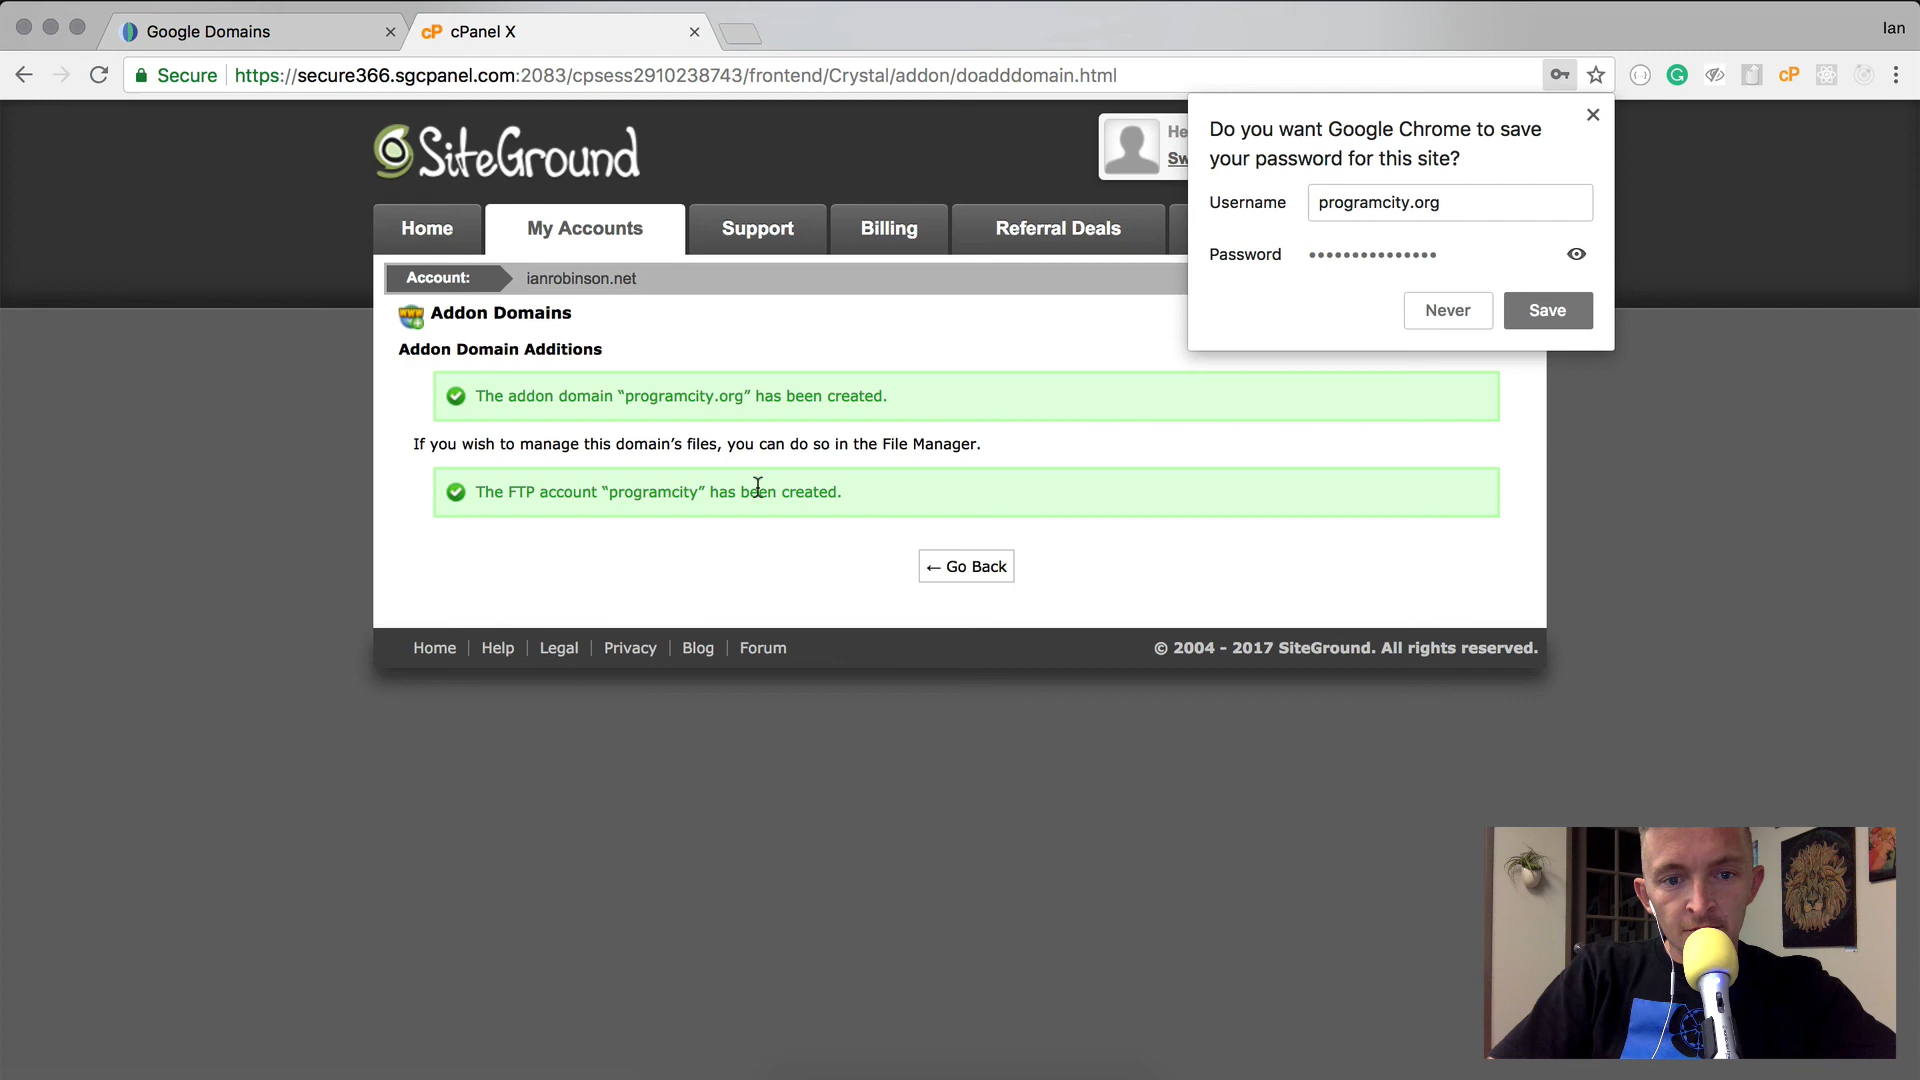 Google Domains
cPanel X
Ian
Secure
https://secure366.sgcpanel.com:2083/cpsess2910238743/frontend/Crystal/addon/doadddomain.html
cP
SiteGround
He
Sw
Home
My Accounts
Support
Billing
Referral Deals
Do you want Google Chrome to save
your password for this site?
Username
programcity.org
Password
Never
Save
Account:
ianrobinson.net
Addon Domains
Addon Domain Additions
The addon domain “programcity.org” has been created.
If you wish to manage this domain’s files, you can do so in the File Manager.
The FTP account “programcity” has been created.
← Go Back
Home | Help | Legal | Privacy | Blog | Forum
© 2004 - 2017 SiteGround. All rights reserved.